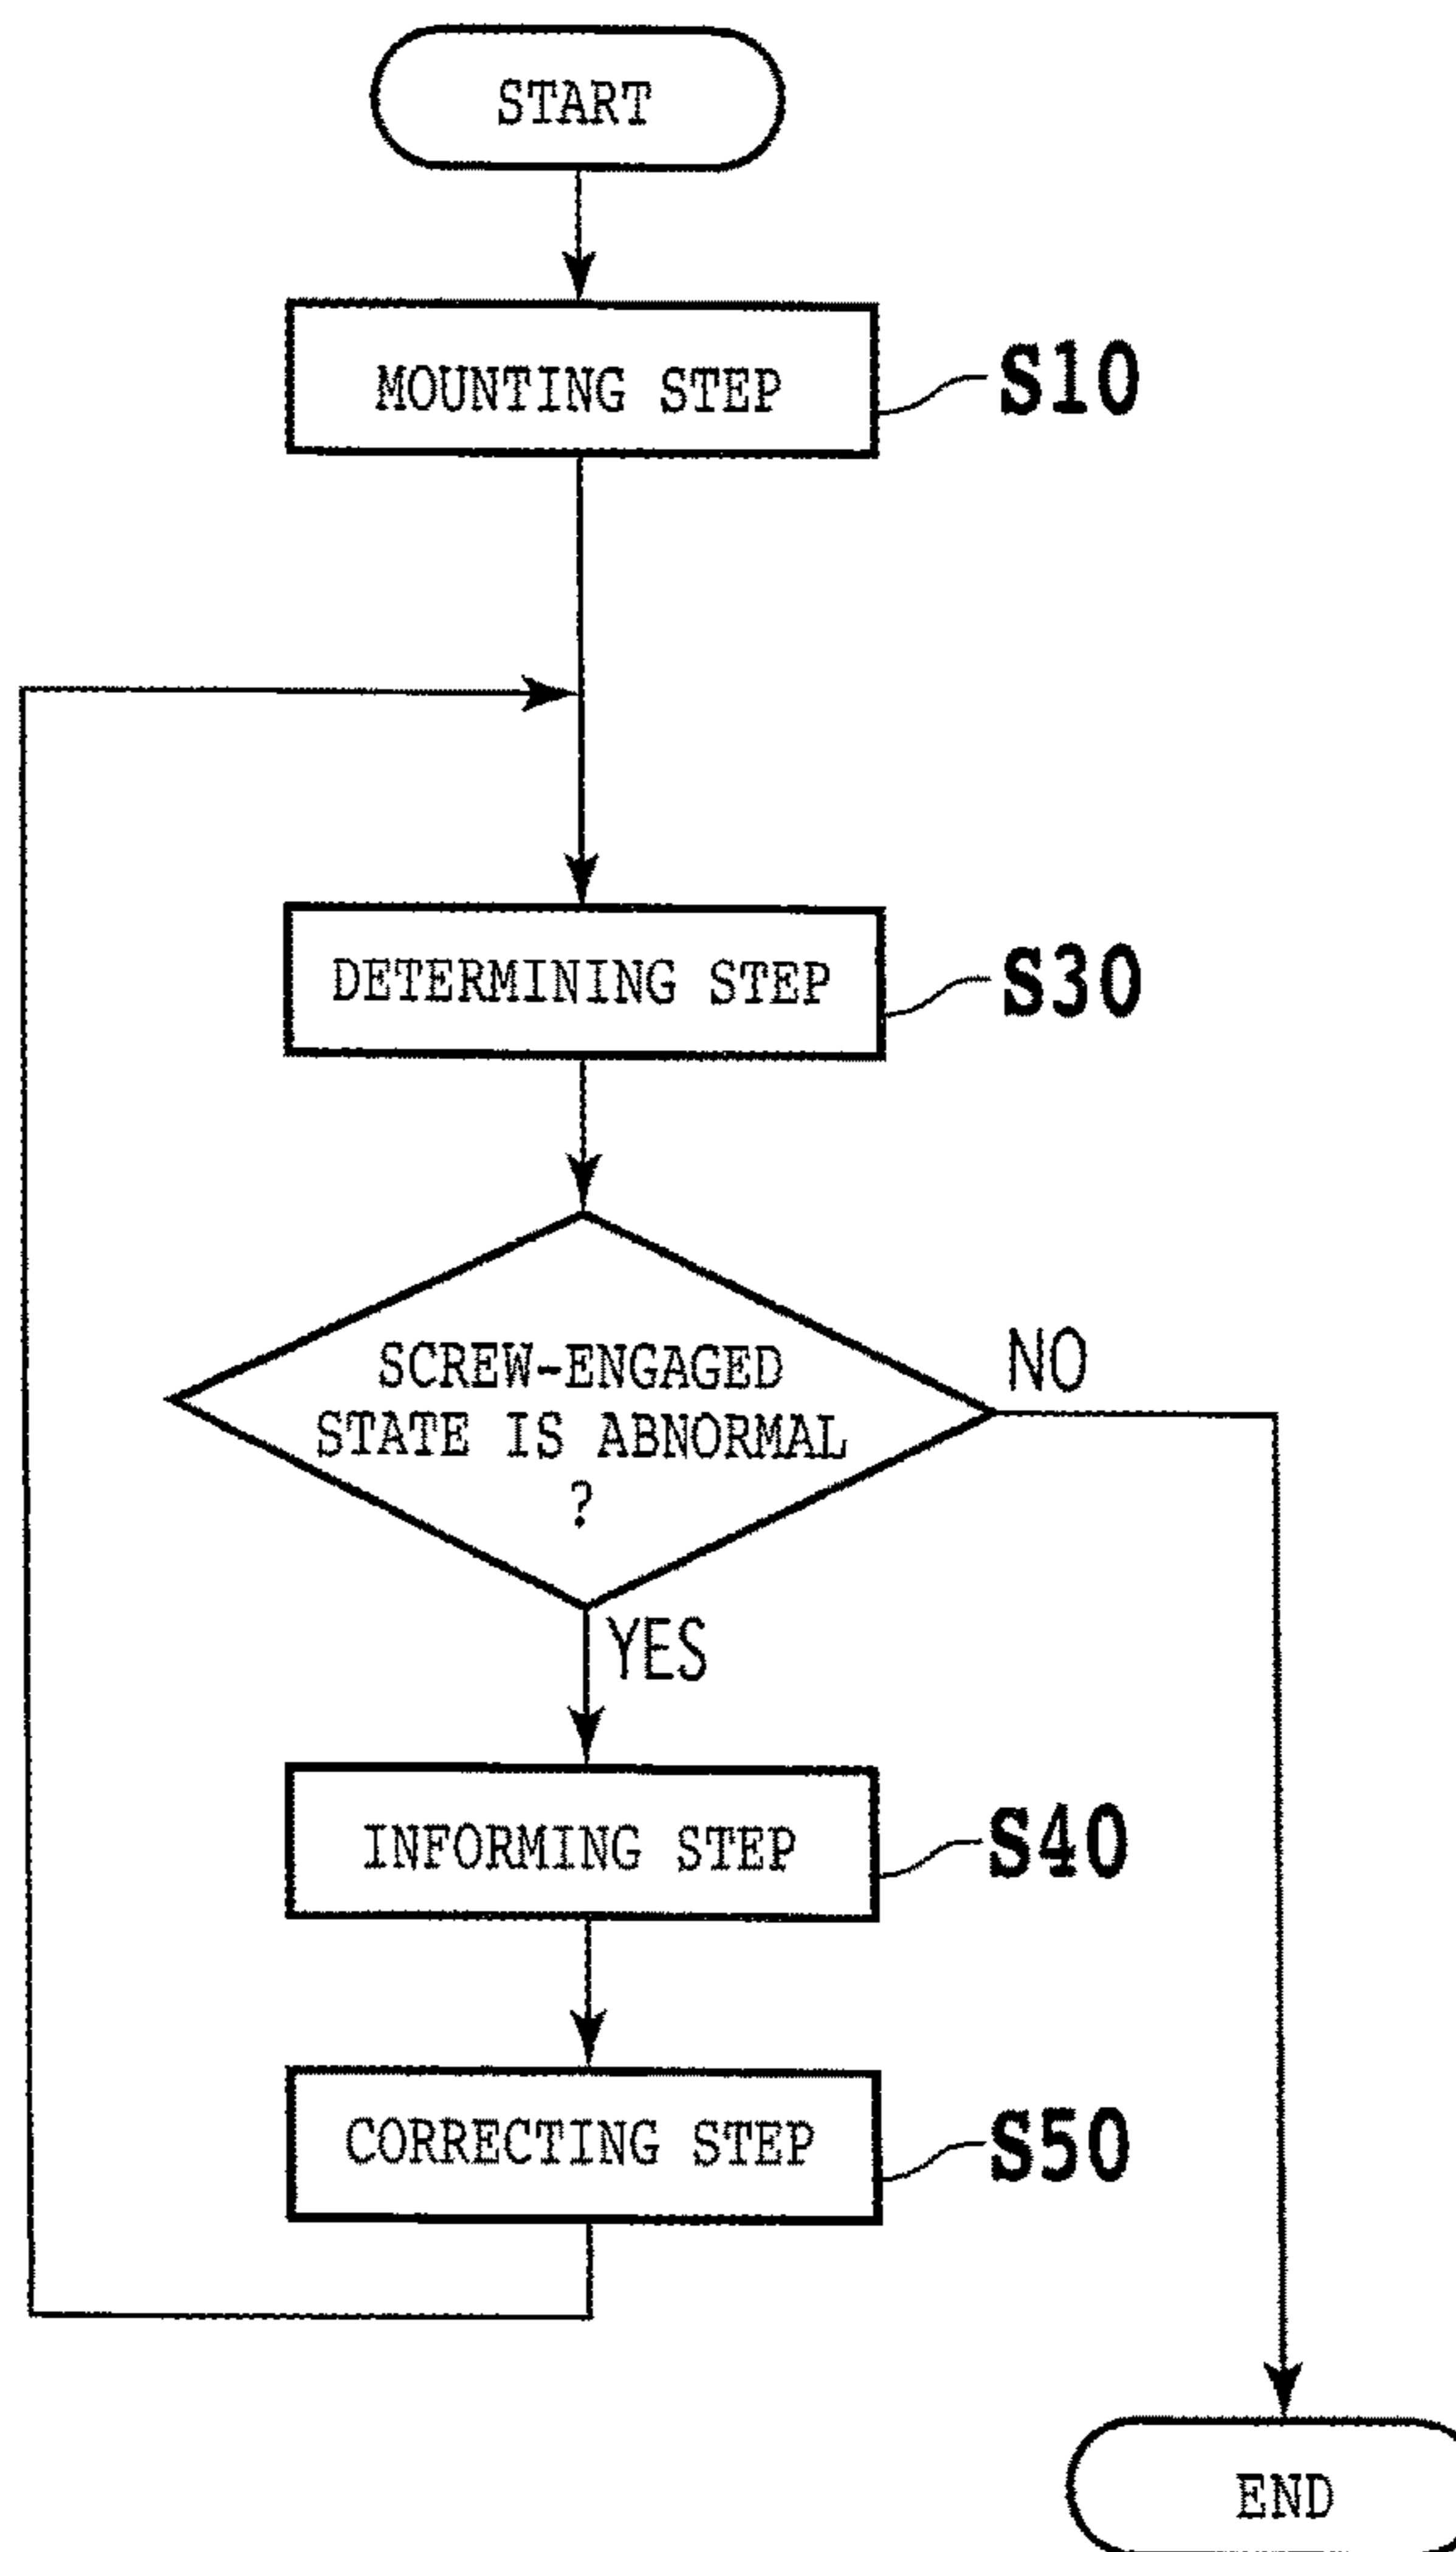 START
MOUNTING STEP
S10
DETERMINING STEP
S30
SCREW-ENGAGED
STATE IS ABNORMAL
?
NO
YES
INFORMING STEP
S40
CORRECTING STEP
S50
END